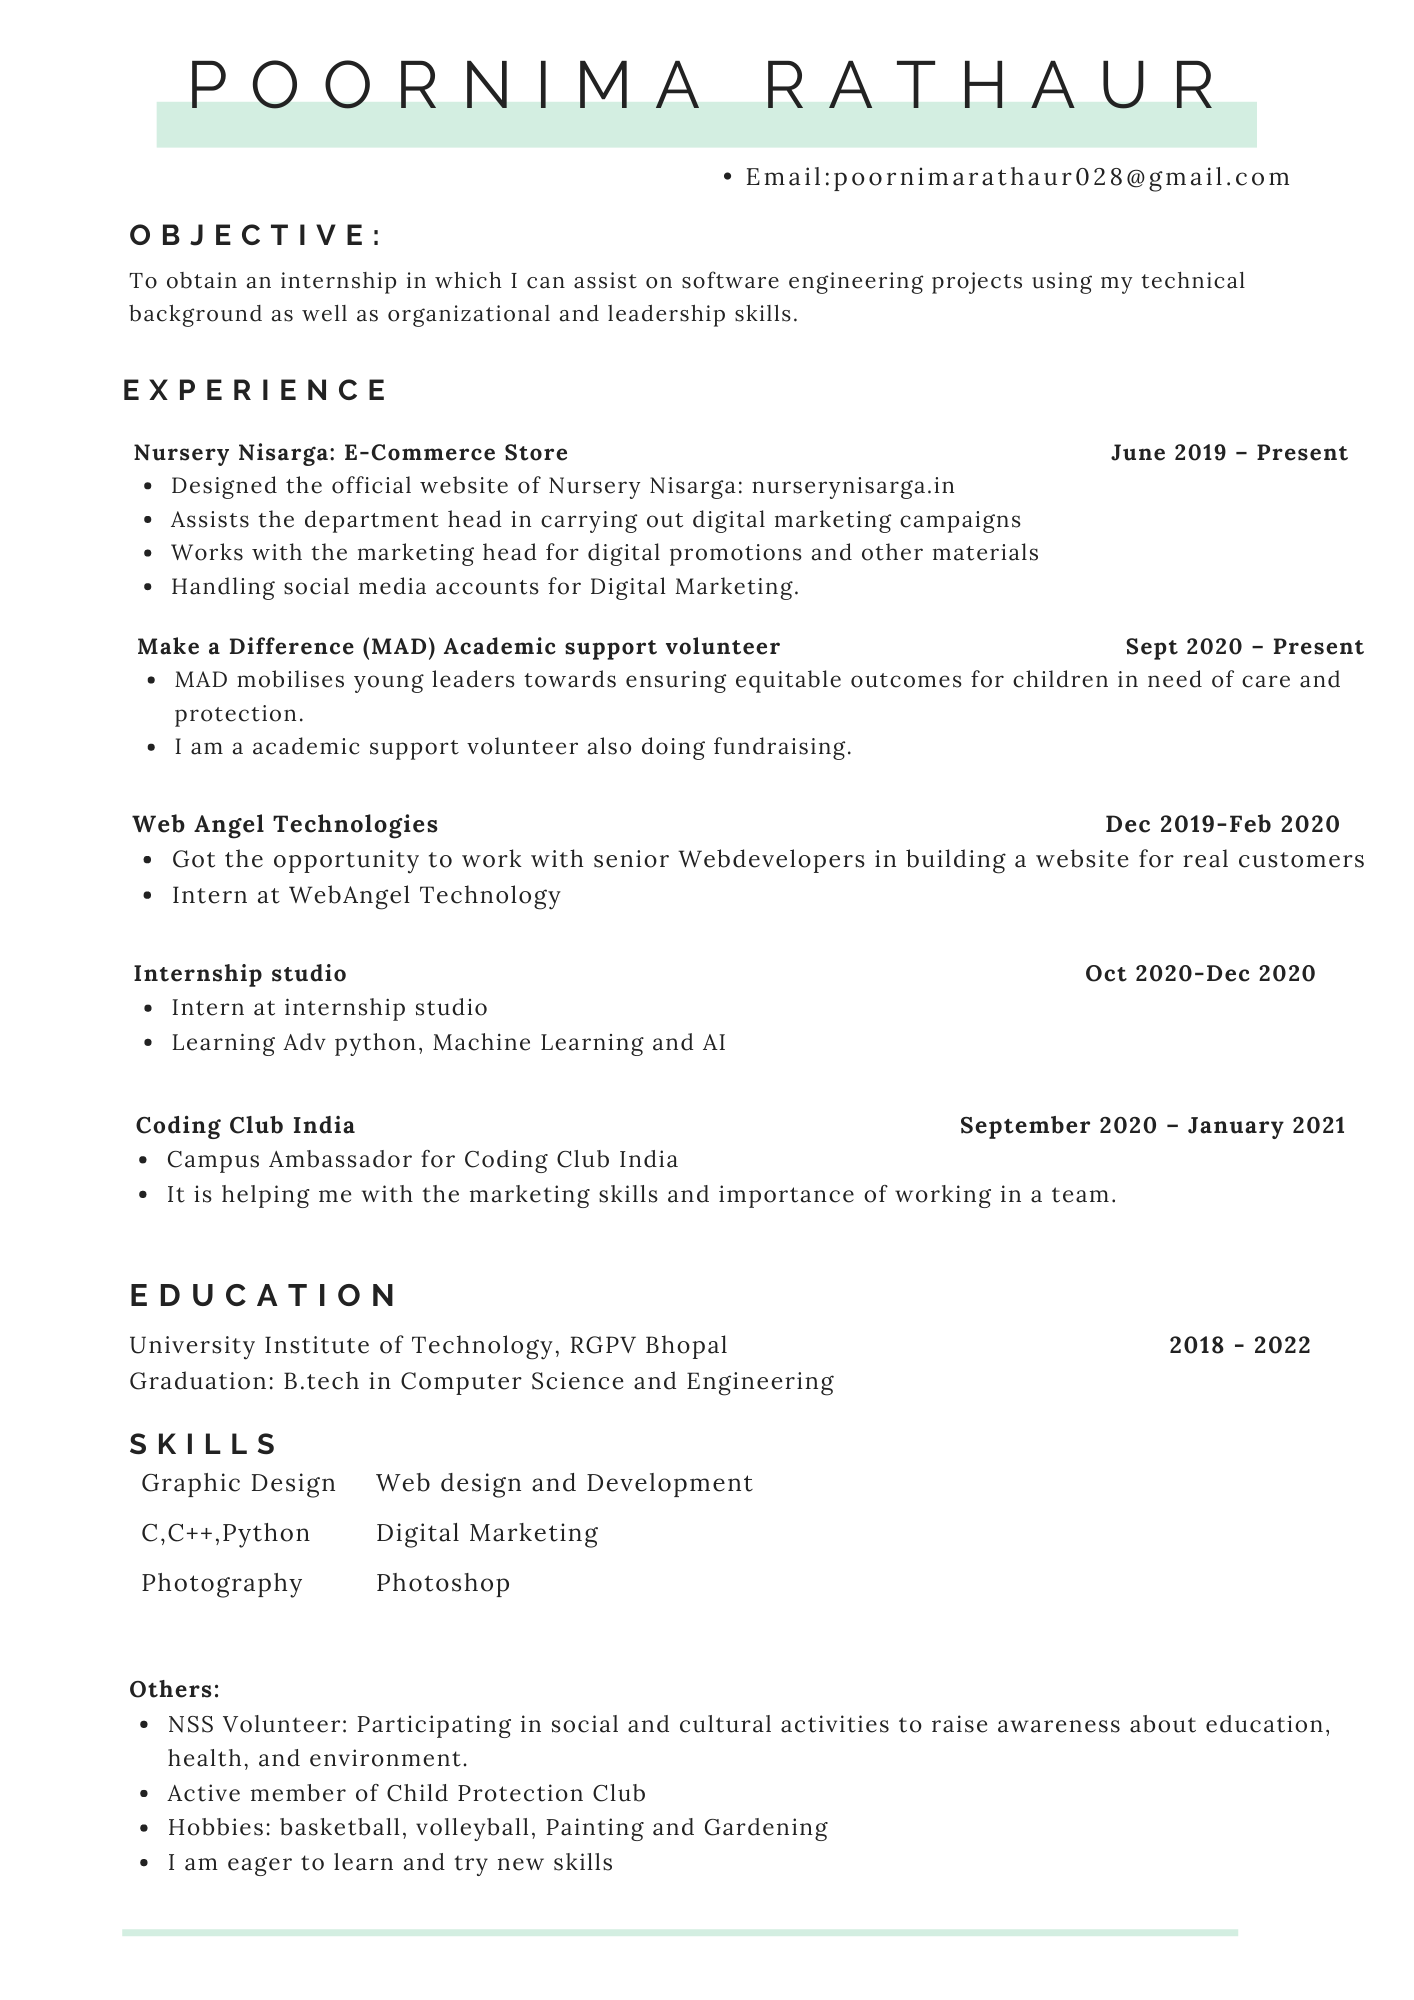 POORNIMA RATHAUR
• Email:poornimarathaur028@gmail.com
OBJECTIVE:
To obtain an internship in which I can assist on software engineering projects using my technical
background as well as organizational and leadership skills.
EXPERIENCE
Nursery Nisarga: E-Commerce Store June 2019 – Present
• Designed the official website of Nursery Nisarga: nurserynisarga.in
• Assists the department head in carrying out digital marketing campaigns
• Works with the marketing head for digital promotions and other materials
• Handling social media accounts for Digital Marketing.
Make a Difference (MAD) Academic support volunteer Sept 2020 – Present
• MAD mobilises young leaders towards ensuring equitable outcomes for children in need of care and
protection.
• I am a academic support volunteer also doing fundraising.
Web Angel Technologies Dec 2019-Feb 2020
• Got the opportunity to work with senior Webdevelopers in building a website for real customers
• Intern at WebAngel Technology
Internship studio Oct 2020-Dec 2020
• Intern at internship studio
• Learning Adv python, Machine Learning and AI
Coding Club India September 2020 – January 2021
• Campus Ambassador for Coding Club India
• It is helping me with the marketing skills and importance of working in a team.
EDUCATION
University Institute of Technology, RGPV Bhopal 2018 - 2022
Graduation: B.tech in Computer Science and Engineering
SKILLS
Graphic Design Web design and Development
C,C++,Python Digital Marketing
Photography Photoshop
Others:
• NSS Volunteer: Participating in social and cultural activities to raise awareness about education,
health, and environment.
• Active member of Child Protection Club
• Hobbies: basketball, volleyball, Painting and Gardening
• I am eager to learn and try new skills